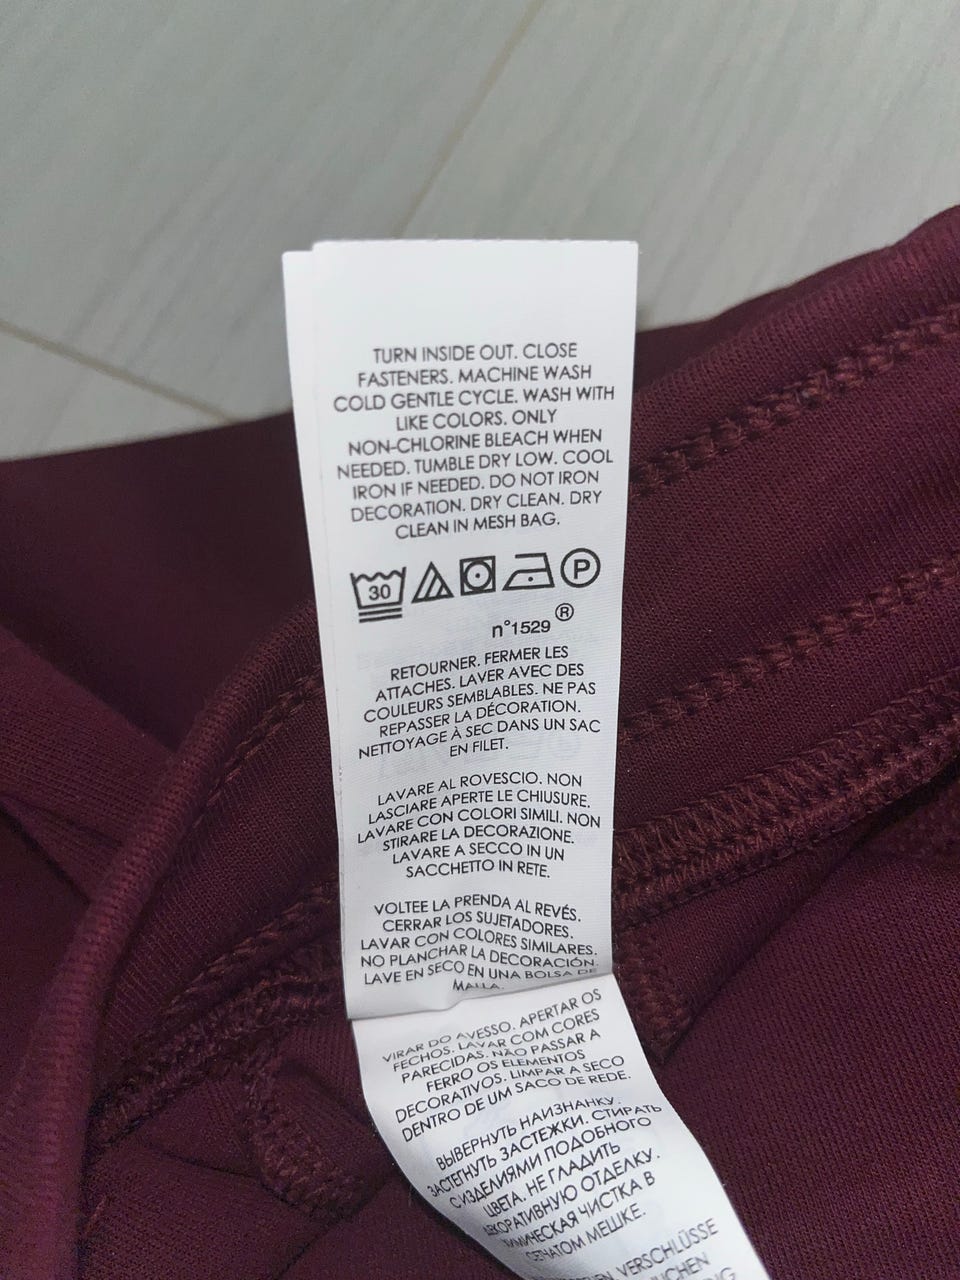 TURN INSIDE OUT. CLOSE
FASTENERS. MACHINE WASH
COLD GENTLE CYCLE. WASH WITH
LIKE COLORS. ONLY
NON-CHLORINE BLEACH WHEN
NEEDED. TUMBLE DRY LOW. COOL
IRON IF NEEDED. DO NOT IRON
DECORATION. DRY CLEAN. DRY
CLEAN IN MESH BAG.
30 P
n°1529 ®
RETOURNER. FERMER LES
ATTACHES. LAVER AVEC DES
COULEURS SEMBLABLES. NE PAS
REPASSER LA DÉCORATION.
NETTOYAGE À SEC DANS UN SAC
EN FILET.
LAVARE AL ROVESCIO. NON
LASCIARE APERTE LE CHIUSURE.
LAVARE CON COLORI SIMILI. NON
STIRARE LA DECORAZIONE.
LAVARE A SECCO IN UN
SACCHETTO IN RETE.
VOLTEE LA PRENDA AL REVÉS.
CERRAR LOS SUJETADORES.
LAVAR CON COLORES SIMILARES.
NO PLANCHAR LA DECORACIÓN.
LAVE EN SECO EN UNA BOLSA DE
MALLA.
VIRAR DO AVESSO. APERTAR OS
FECHOS. LAVAR COM CORES
PARECIDAS. NÃO PASSAR A
FERRO OS ELEMENTOS
DECORATIVOS. LIMPAR A SECO
DENTRO DE UM SACO DE REDE.
ВЫВЕРНУТЬ НАИЗНАНКУ.
ЗАСТЕГНУТЬ ЗАСТЕЖКИ. СТИРАТЬ
С ИЗДЕЛИЯМИ ПОДОБНОГО
ЦВЕТА. НЕ ГЛАДИТЬ
ДЕКОРАТИВНУЮ ОТДЕЛКУ.
ХИМИЧЕСКАЯ ЧИСТКА В
СЕТЧАТОМ МЕШКЕ.
VERSCHLÜSSE